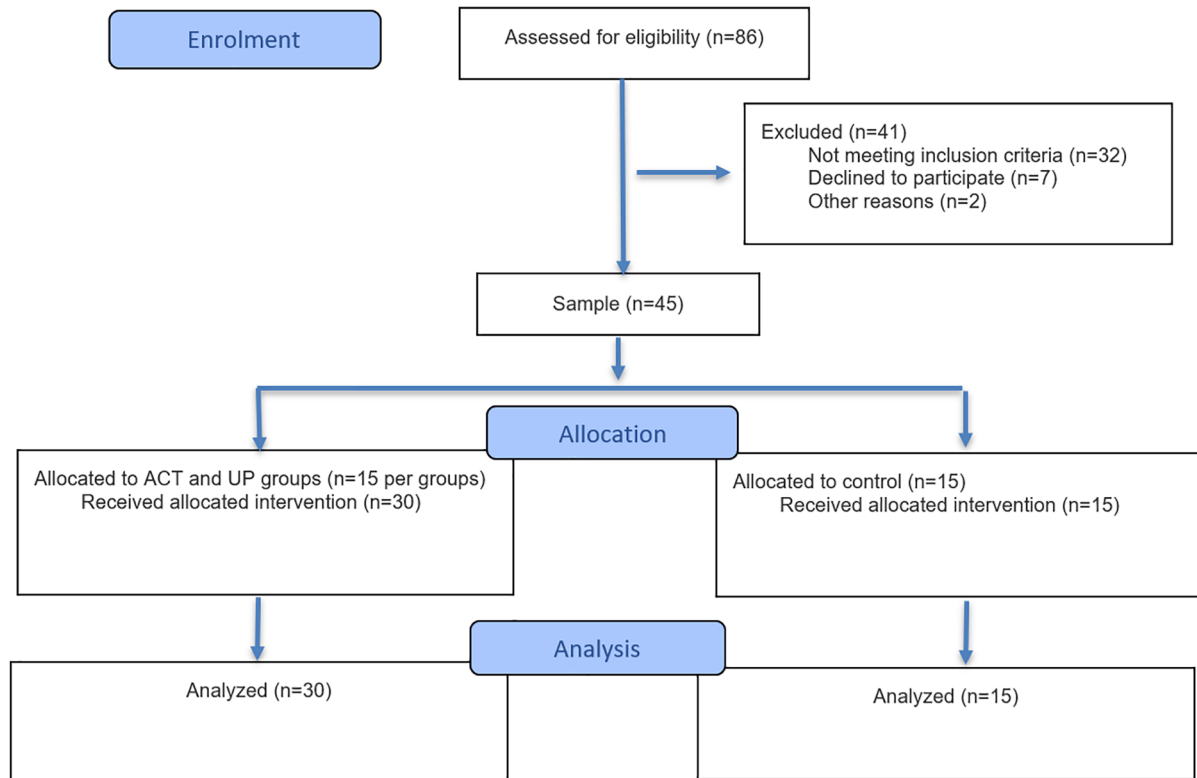 Enrolment
Assessed for eligibility (n=86)
Excluded (n=41)
Not meeting inclusion criteria (n=32)
Declined to participate (n=7)
Other reasons (n=2)
Sample (n=45)
Allocation
Allocated to ACT and UP groups (n=15 per groups)
Received allocated intervention (n=30)
Allocated to control (n=15)
Received allocated intervention (n=15)
Analysis
Analyzed (n=30)
Analyzed (n=15)